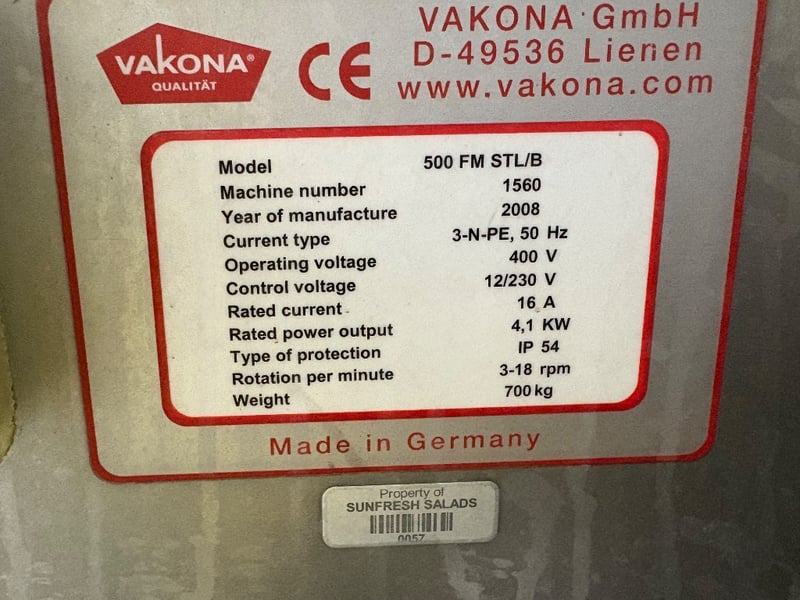 VAKONA®
QUALITÄT
CE
VAKONA GmbH
D-49536 Lienen
www.vakona.com
Model 500 FM STL/B
Machine number 1560
Year of manufacture 2008
Current type 3-N-PE, 50 Hz
Operating voltage 400 V
Control voltage 12/230 V
Rated current 16 A
Rated power output 4,1 KW
Type of protection IP 54
Rotation per minute 3-18 rpm
Weight 700 kg
Made in Germany
Property of
SUNFRESH SALADS
0057